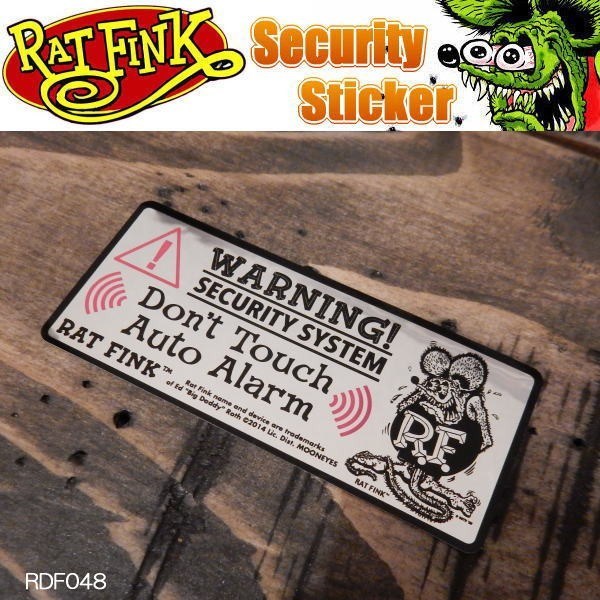 RAT FINK
Security
Sticker
WARNING!
SECURITY SYSTEM
Don't Touch
Auto Alarm
RAT FINK™
Rat Fink name and device are trademarks
of Ed "Big Daddy" Roth ©2014 Lic. Dist. MOONEYES
R.F.
RAT FINK™
RDF048